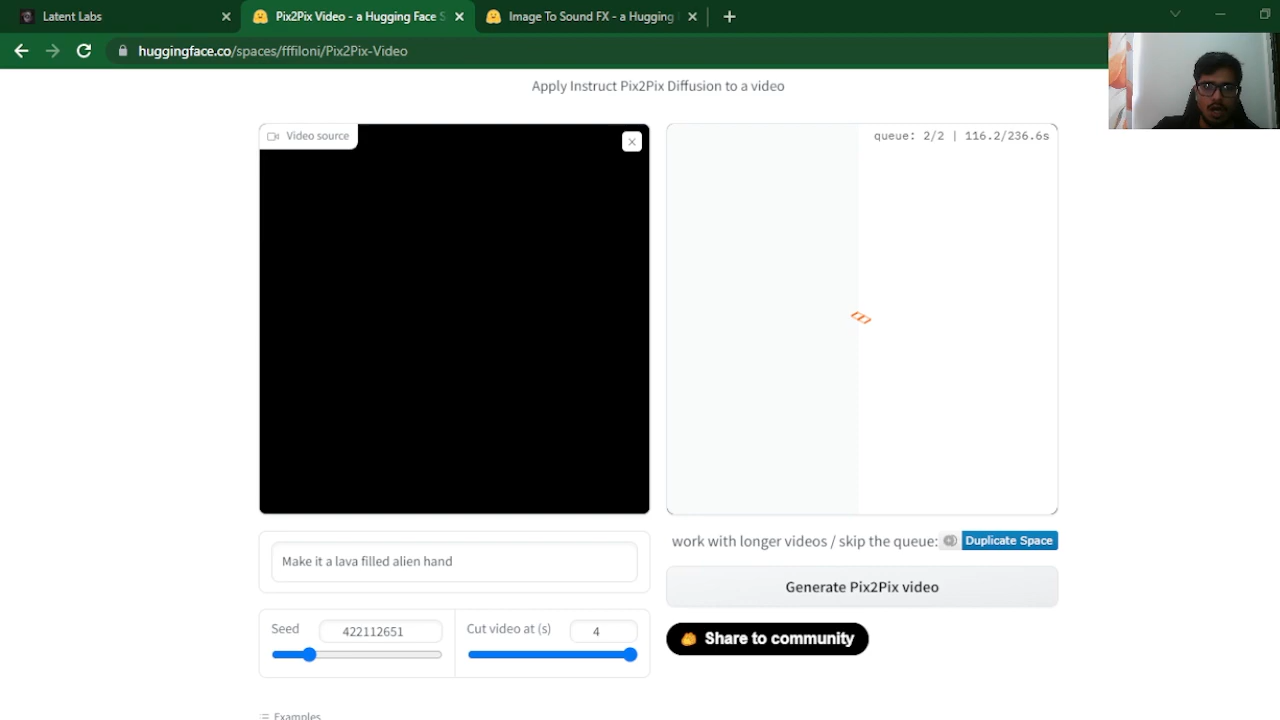 Latent Labs
Pix2Pix Video - a Hugging Face S
Image To Sound FX - a Hugging
huggingface.co/spaces/fffiloni/Pix2Pix-Video
Apply Instruct Pix2Pix Diffusion to a video
Video source
queue: 2/2 | 116.2/236.6s
work with longer videos / skip the queue:
Duplicate Space
Make it a lava filled alien hand
Generate Pix2Pix video
Seed
422112651
Cut video at (s)
4
Share to community
Examples